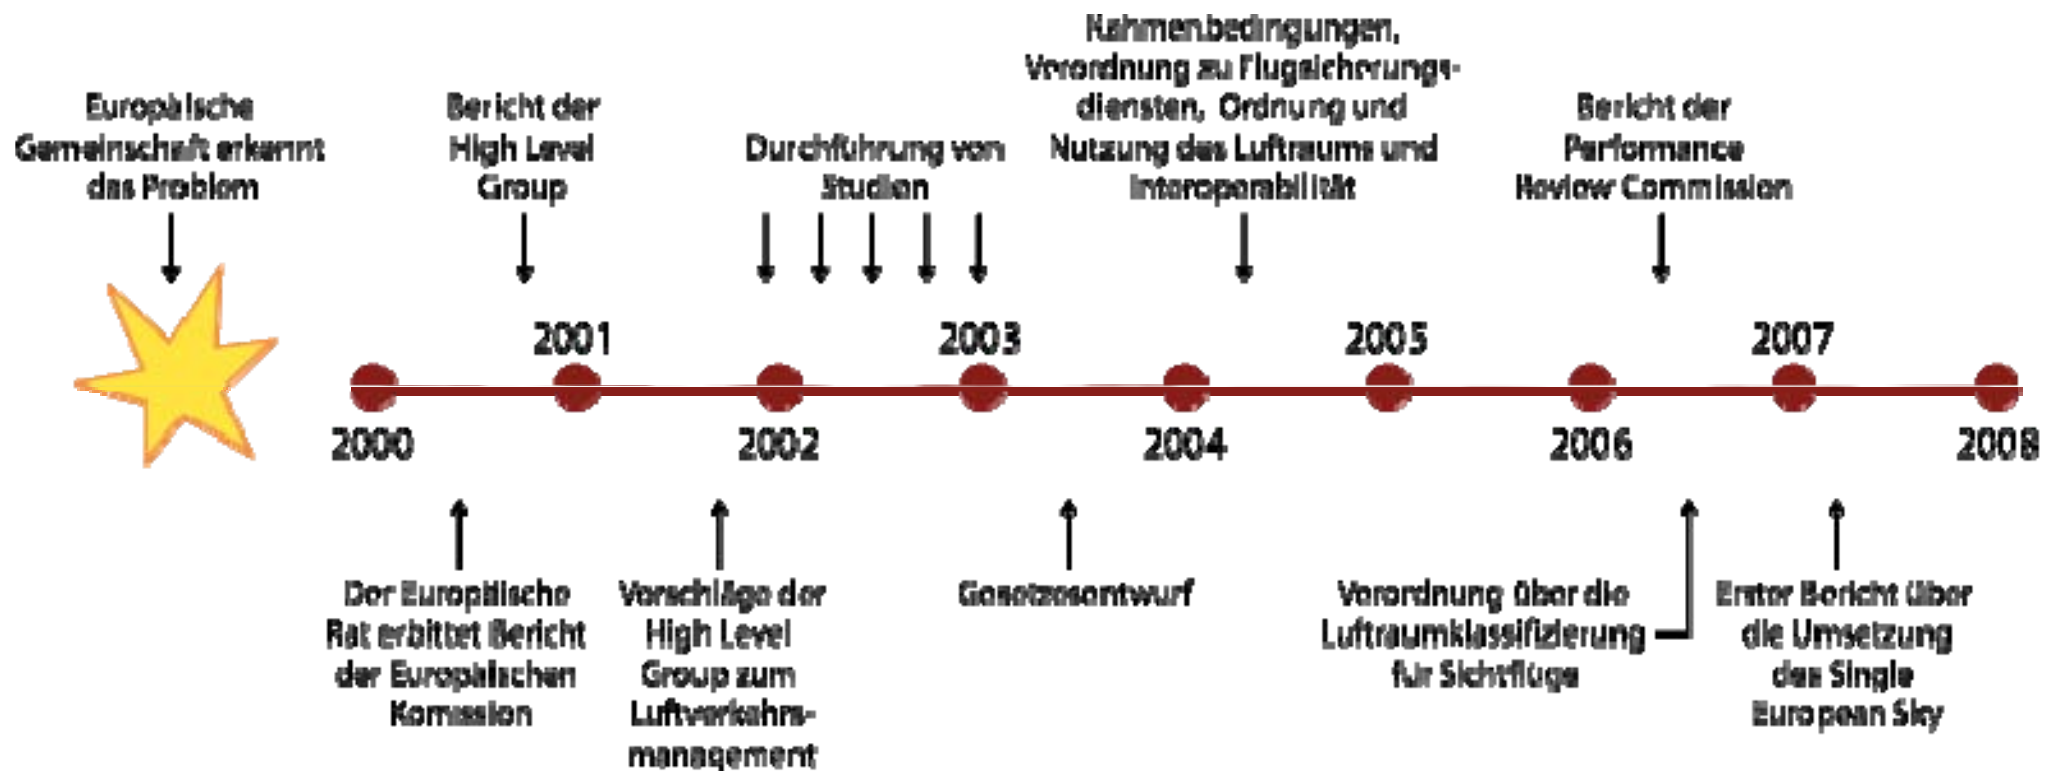 Europäische
Gemeinschaft erkennt
das Problem
Bericht der
High Level
Group
Durchführung von
Studien
Rahmenbedingungen,
Verordnung zu Flugsicherungs-
diensten, Ordnung und
Nutzung des Luftraums und
Interoperabilität
Bericht der
Performance
Review Commission
2001
2003
2005
2007
2000
2002
2004
2006
2008
Der Europäische
Rat erbittet Bericht
der Europäischen
Komission
Vorschläge der
High Level
Group zum
Luftverkehrs-
management
Gesetzesentwurf
Verordnung über die
Luftraumklassifizierung
für Sichtflüge
Erster Bericht über
die Umsetzung
des Single
European Sky